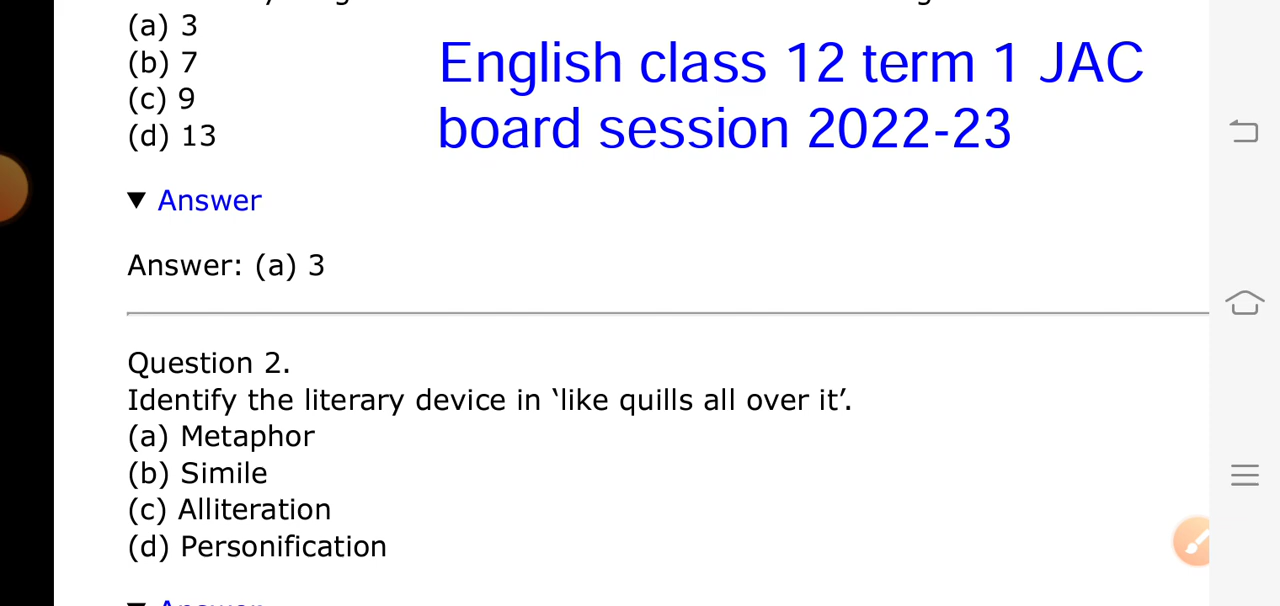 (a) 3
(b) 7
(c) 9
(d) 13
English class 12 term 1 JAC
board session 2022-23
▼ Answer
Answer: (a) 3
Question 2.
Identify the literary device in ‘like quills all over it’.
(a) Metaphor
(b) Simile
(c) Alliteration
(d) Personification